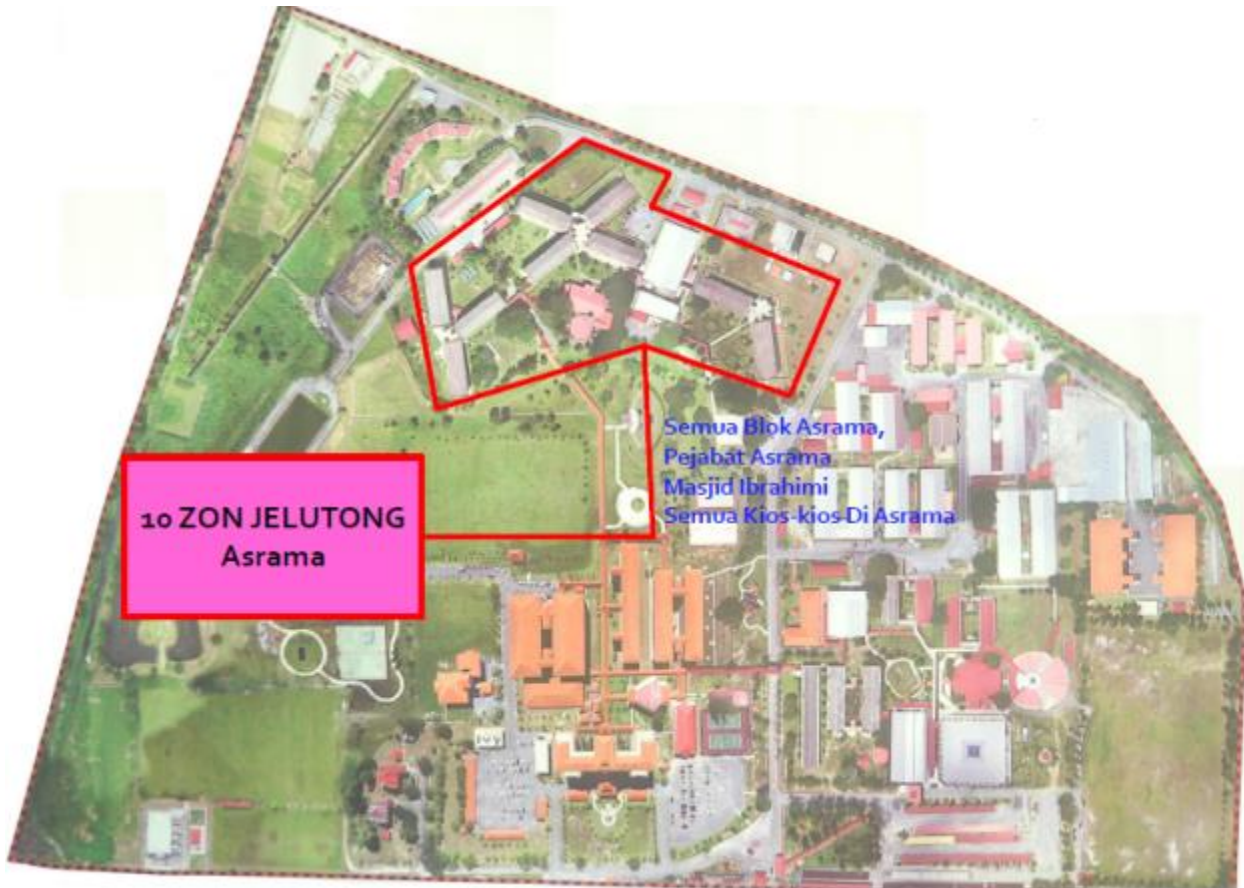 10 ZON JELUTONG
Asrama
Semua Blok Asrama,
Pejabat Asrama
Masjid Ibrahimi
Semua Kios-kios Di Asrama